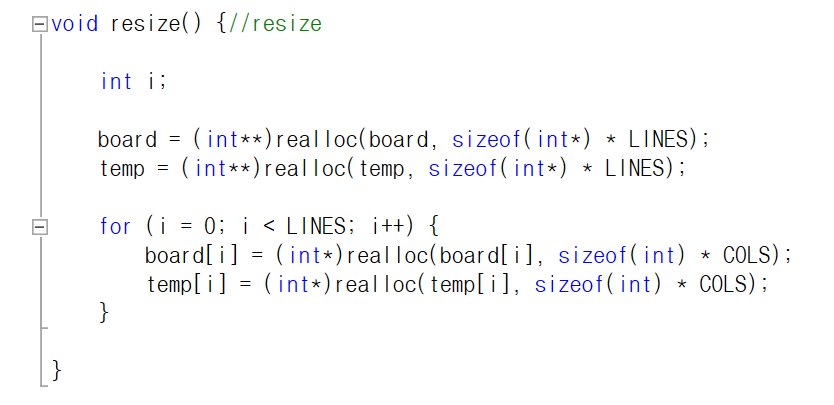 void resize() {//resize
int i;
board = (int**)realloc(board, sizeof(int*) * LINES);
temp = (int**)realloc(temp, sizeof(int*) * LINES);
for (i = 0; i < LINES; i++) {
board[i] = (int*)realloc(board[i], sizeof(int) * COLS);
temp[i] = (int*)realloc(temp[i], sizeof(int) * COLS);
}
}